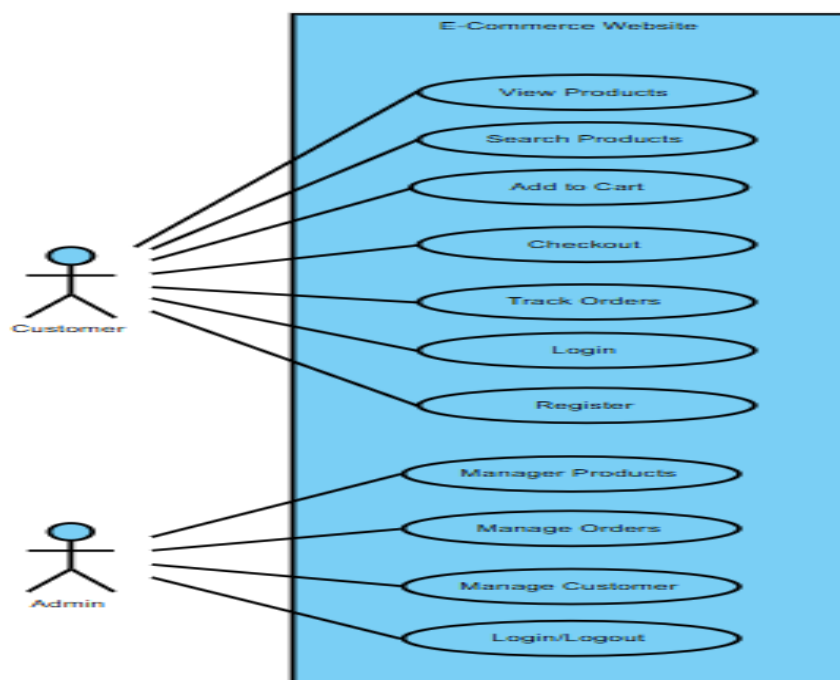 E-Commerce Website
View Products
Search Products
Add to Cart
Checkout
Track Orders
Customer
Login
Register
Manager Products
Manage Orders
Manage Customer
Admin
Login/Logout